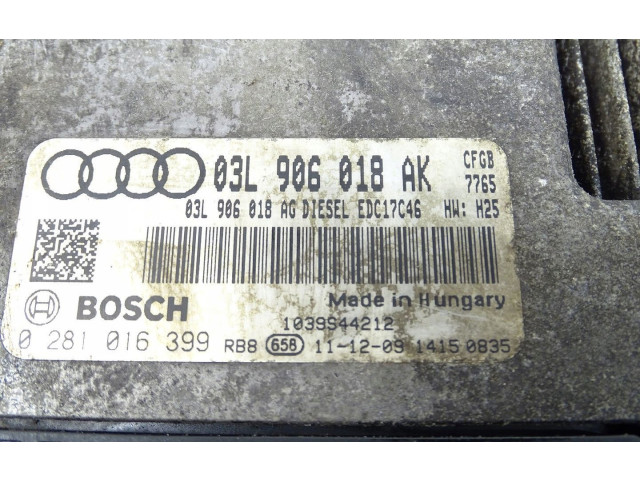 03L 906 018 AK CFGB
7765
03L 906 018 AG DIESEL EDC17C46 HW: H25
BOSCH Made in Hungary
1039S44212
0 281 016 399 RB8 658 11-12-09 1415 0835